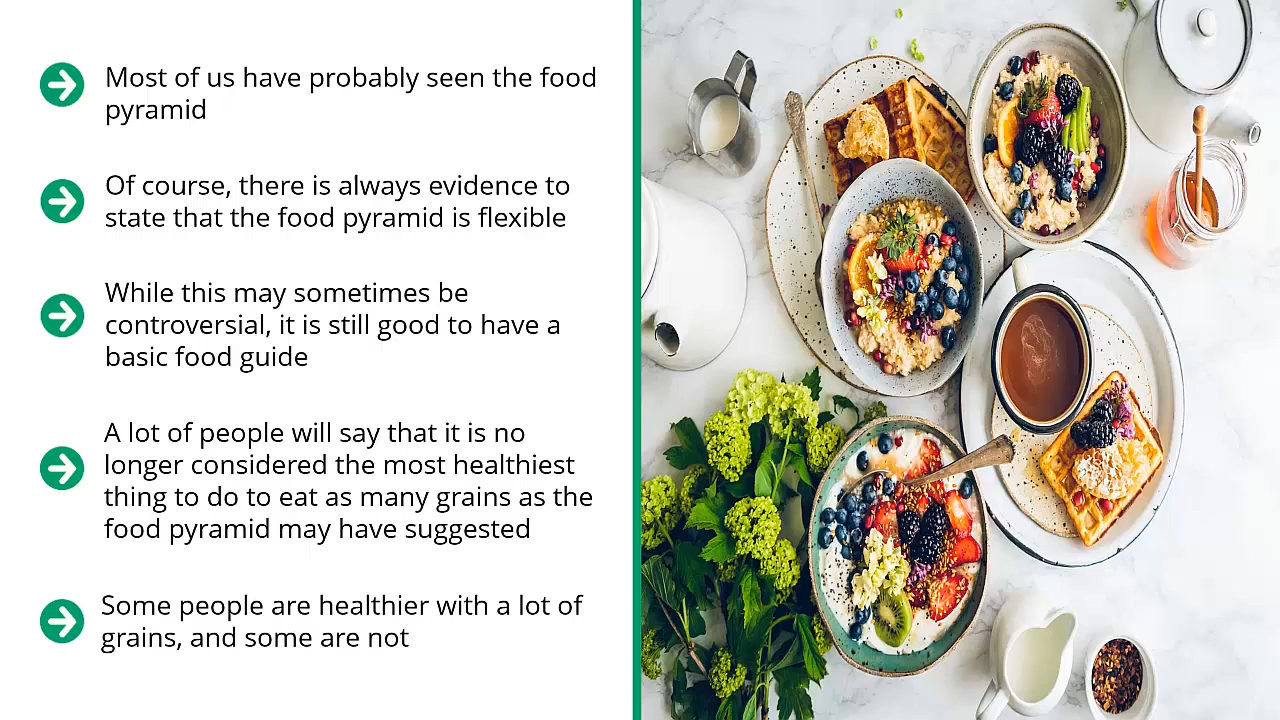 Most of us have probably seen the food
pyramid
Of course, there is always evidence to
state that the food pyramid is flexible
While this may sometimes be
controversial, it is still good to have a
basic food guide
A lot of people will say that it is no
longer considered the most healthiest
thing to do to eat as many grains as the
food pyramid may have suggested
Some people are healthier with a lot of
grains, and some are not